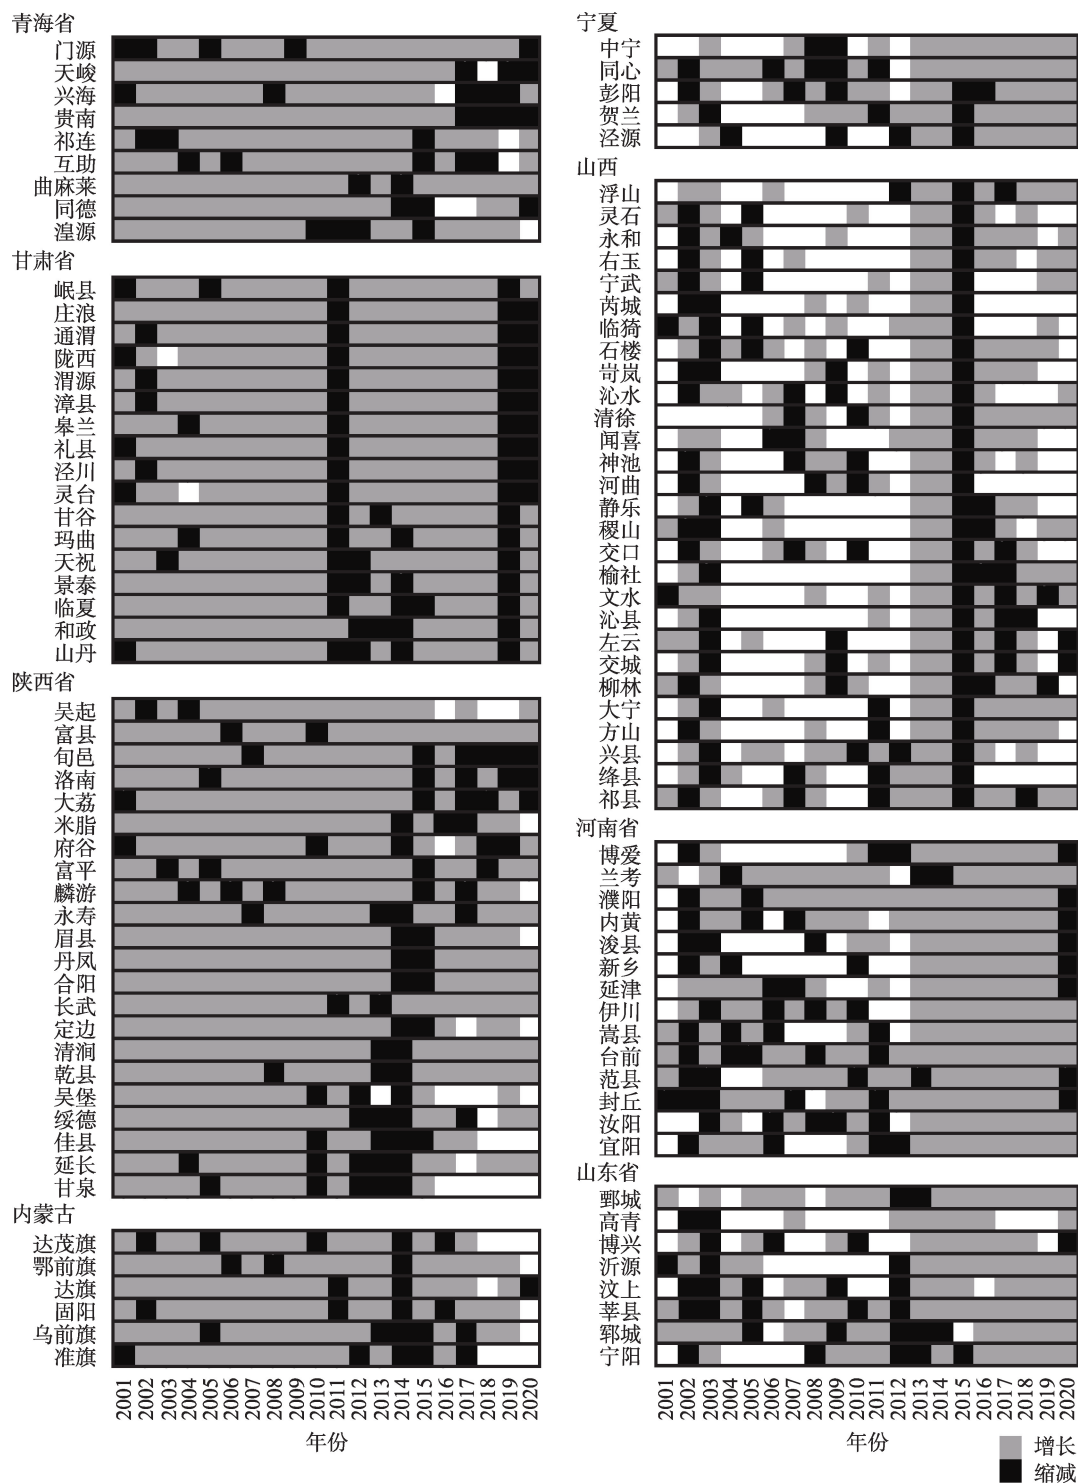 青海省
门源
天峻
兴海
贵南
祁连
互助
曲麻莱
同德
湟源
甘肃省
岷县
庄浪
通渭
陇西
渭源
漳县
皋兰
礼县
泾川
灵台
甘谷
玛曲
天祝
景泰
临夏
和政
山丹
陕西省
吴起
富县
旬邑
洛南
大荔
米脂
府谷
富平
麟游
永寿
眉县
丹凤
合阳
长武
定边
清涧
乾县
吴堡
绥德
佳县
延长
甘泉
内蒙古
达茂旗
鄂前旗
达旗
固阳
乌前旗
准旗
2001 2002 2003 2004 2005 2006 2007 2008 2009 2010 2011 2012 2013 2014 2015 2016 2017 2018 2019 2020
年份
宁夏
中宁
同心
彭阳
贺兰
泾源
山西
浮山
灵石
永和
右玉
宁武
芮城
临猗
石楼
岢岚
沁水
清徐
闻喜
神池
河曲
静乐
稷山
交口
榆社
文水
沁县
左云
交城
柳林
大宁
方山
兴县
绛县
祁县
河南省
博爱
兰考
濮阳
内黄
浚县
新乡
延津
伊川
嵩县
台前
范县
封丘
汝阳
宜阳
山东省
鄄城
高青
博兴
沂源
汶上
莘县
郓城
宁阳
2001 2002 2003 2004 2005 2006 2007 2008 2009 2010 2011 2012 2013 2014 2015 2016 2017 2018 2019 2020
年份
增长
缩减